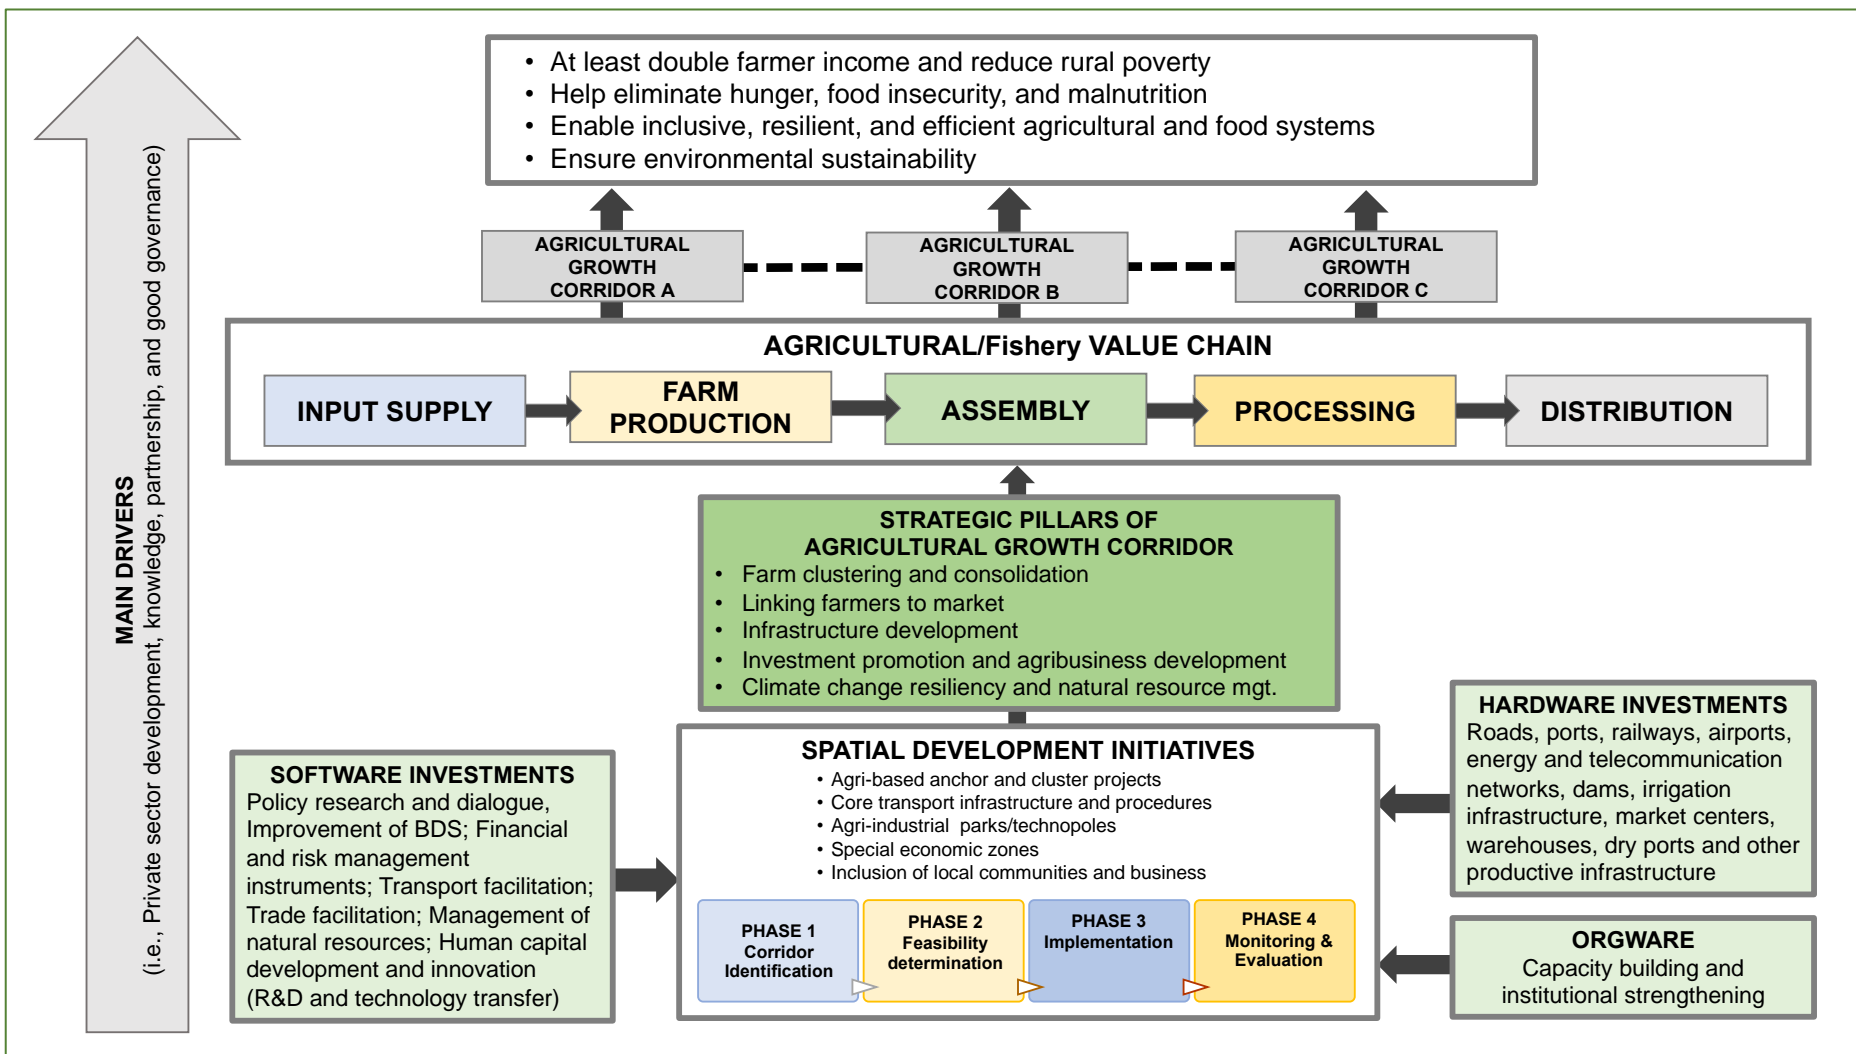 • At least double farmer income and reduce rural poverty
• Help eliminate hunger, food insecurity, and malnutrition
• Enable inclusive, resilient, and efficient agricultural and food systems
• Ensure environmental sustainability
MAIN DRIVERS
(i.e., Private sector development, knowledge, partnership, and good governance)
AGRICULTURAL
GROWTH
CORRIDOR A
AGRICULTURAL
GROWTH
CORRIDOR B
AGRICULTURAL
GROWTH
CORRIDOR C
AGRICULTURAL/Fishery VALUE CHAIN
INPUT SUPPLY
FARM
PRODUCTION
ASSEMBLY
PROCESSING
DISTRIBUTION
STRATEGIC PILLARS OF
AGRICULTURAL GROWTH CORRIDOR
• Farm clustering and consolidation
• Linking farmers to market
• Infrastructure development
• Investment promotion and agribusiness development
• Climate change resiliency and natural resource mgt.
SOFTWARE INVESTMENTS
Policy research and dialogue,
Improvement of BDS; Financial
and risk management
instruments; Transport facilitation;
Trade facilitation; Management of
natural resources; Human capital
development and innovation
(R&D and technology transfer)
SPATIAL DEVELOPMENT INITIATIVES
• Agri-based anchor and cluster projects
• Core transport infrastructure and procedures
• Agri-industrial parks/technopoles
• Special economic zones
• Inclusion of local communities and business
PHASE 1
Corridor
Identification
PHASE 2
Feasibility
determination
PHASE 3
Implementation
PHASE 4
Monitoring &
Evaluation
HARDWARE INVESTMENTS
Roads, ports, railways, airports,
energy and telecommunication
networks, dams, irrigation
infrastructure, market centers,
warehouses, dry ports and other
productive infrastructure
ORGWARE
Capacity building and
institutional strengthening